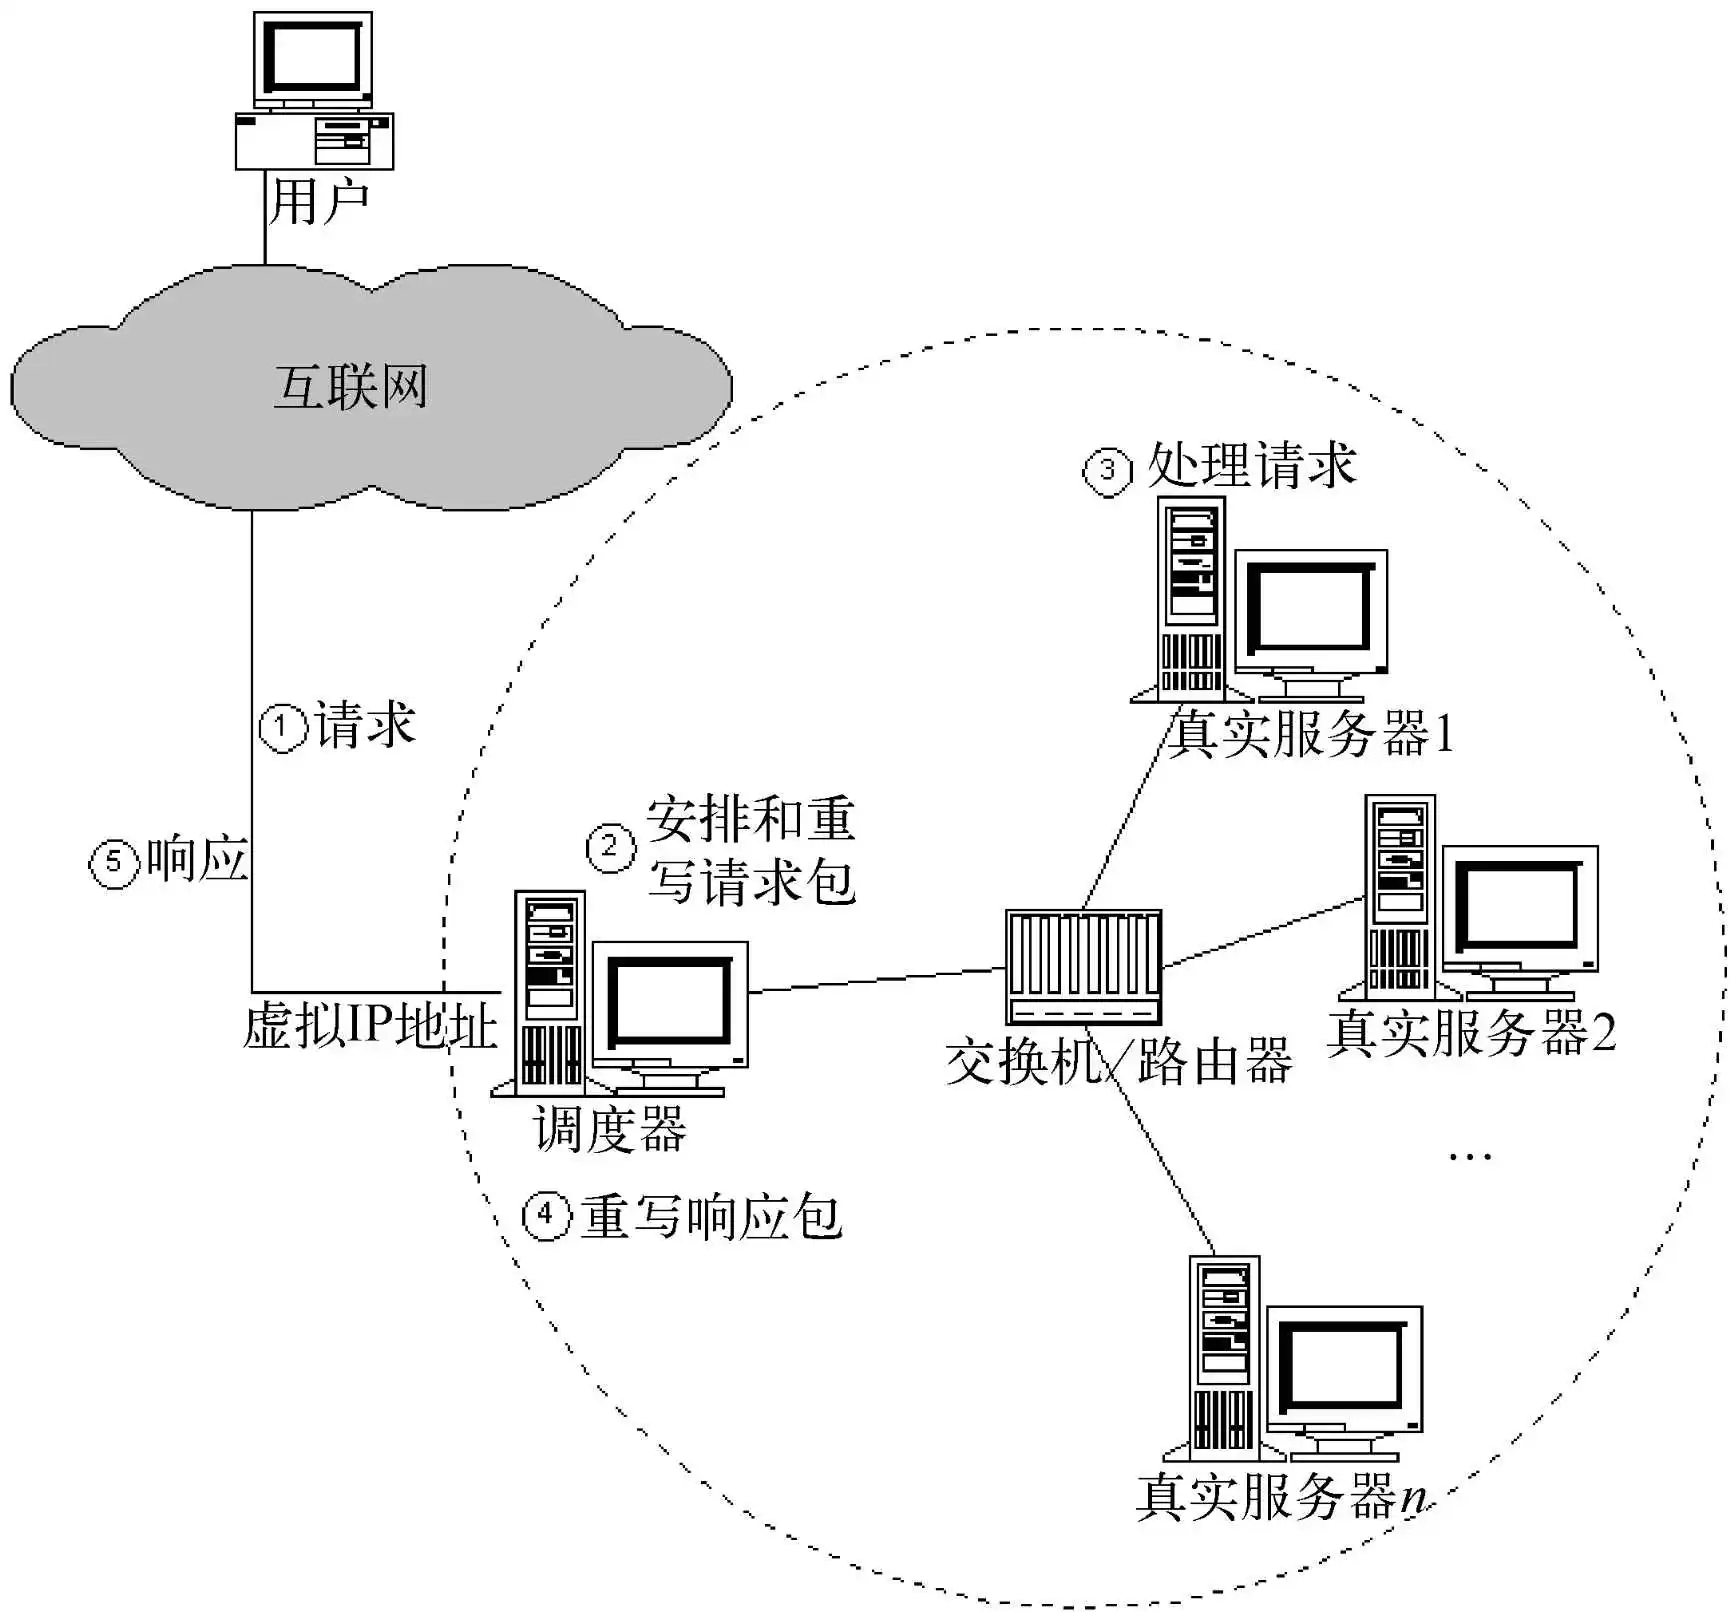 用户
互联网
③处理请求
真实服务器1
①请求
②安排和重
写请求包
⑤响应
虚拟IP地址
调度器
交换机/路由器
真实服务器2
...
④重写响应包
真实服务器n